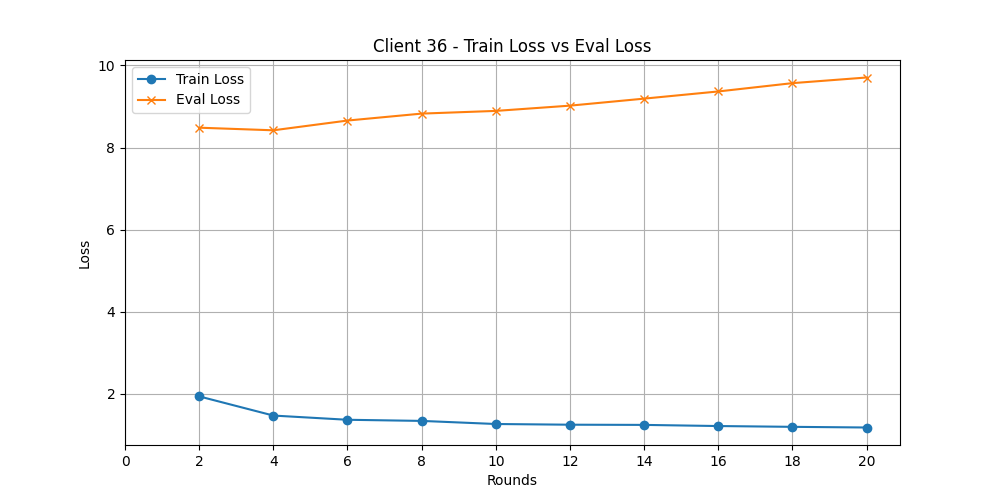 Client 36 - Train Loss vs Eval Loss
Train Loss
Eval Loss
10
8
6
4
2
Loss
0 2 4 6 8 10 12 14 16 18 20
Rounds